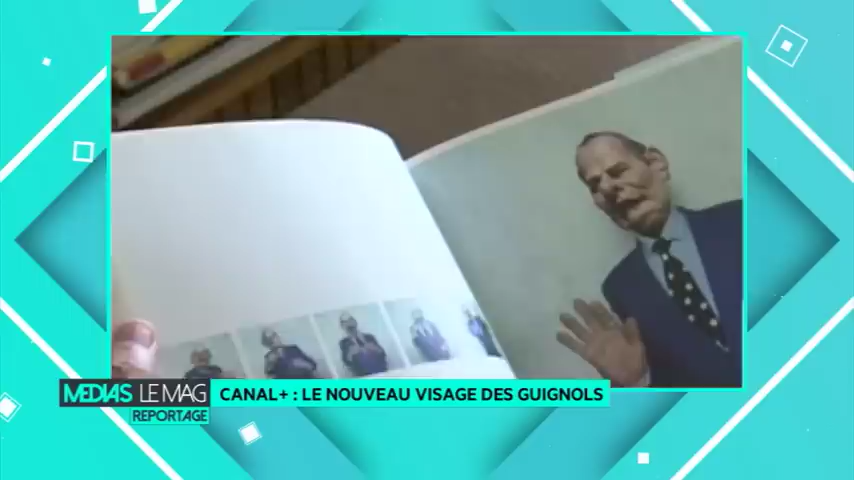 MEDIAS LE MAG
REPORTAGE
CANAL+ : LE NOUVEAU VISAGE DES GUIGNOLS